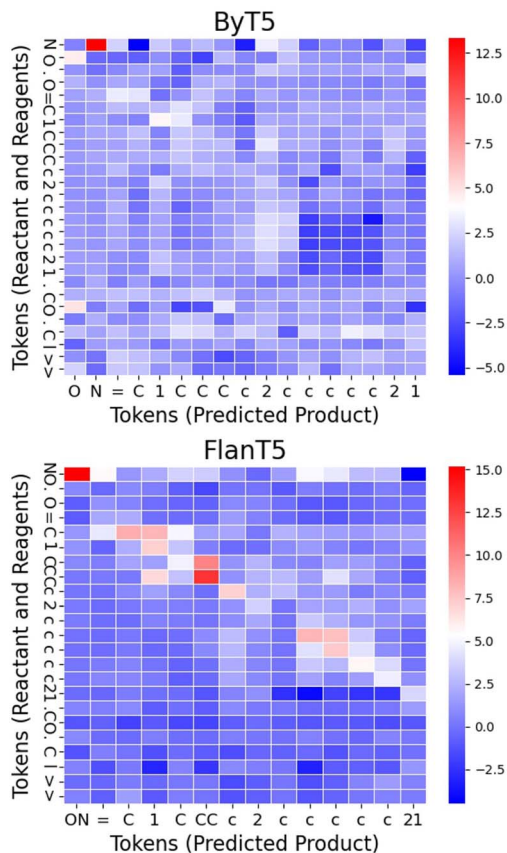 ByT5
Tokens (Reactant and Reagents)
N O . O = C 1 C C C c 2 c c c c c 2 1 . C O . C l > >
12.5
10.0
7.5
5.0
2.5
0.0
−2.5
−5.0
O N = C 1 C C C c 2 c c c c c 2 1
Tokens (Predicted Product)
FlanT5
Tokens (Reactant and Reagents)
NO. O = C 1 C CC c 2 c c c c c 21 .CO. C l > >
15.0
12.5
10.0
7.5
5.0
2.5
0.0
−2.5
ON = C 1 C CC c 2 c c c c c 21
Tokens (Predicted Product)